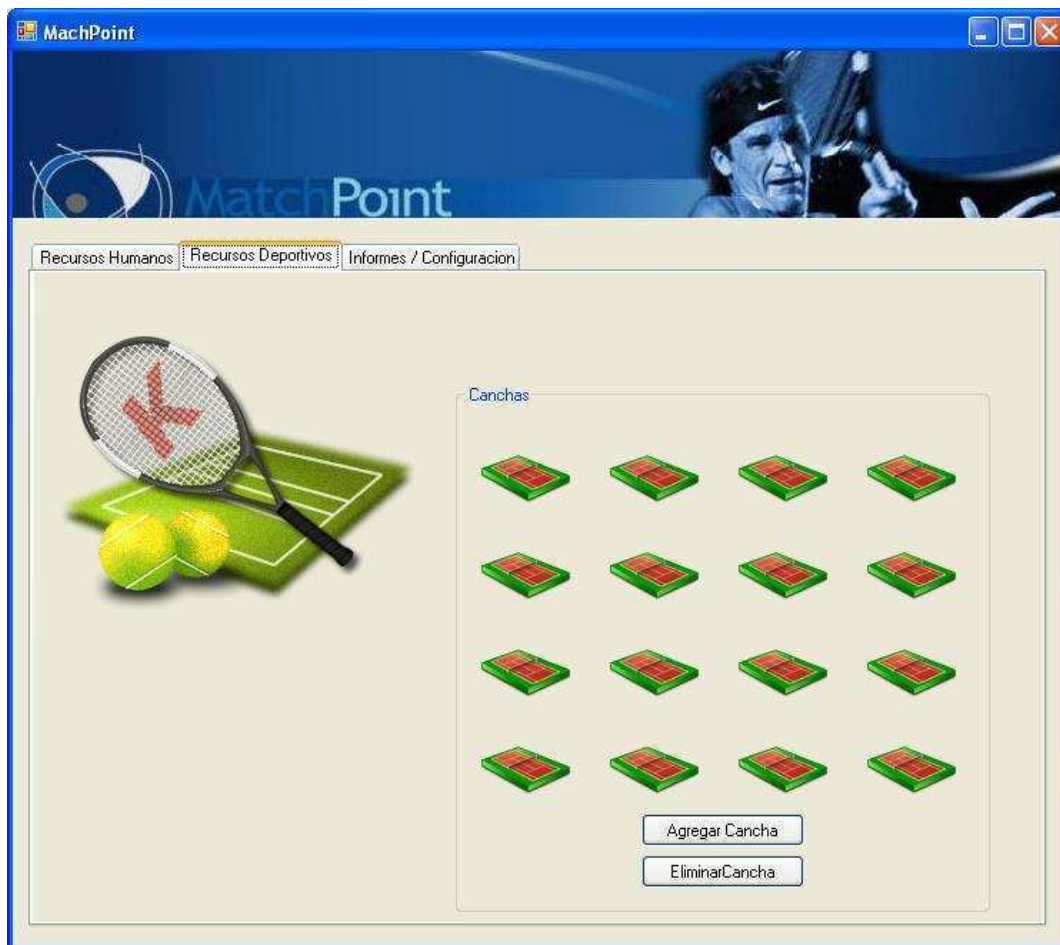 MachPoint
MatchPoint
Recursos Humanos
Recursos Deportivos
Informes / Configuracion
K
Canchas
Agregar Cancha
EliminarCancha